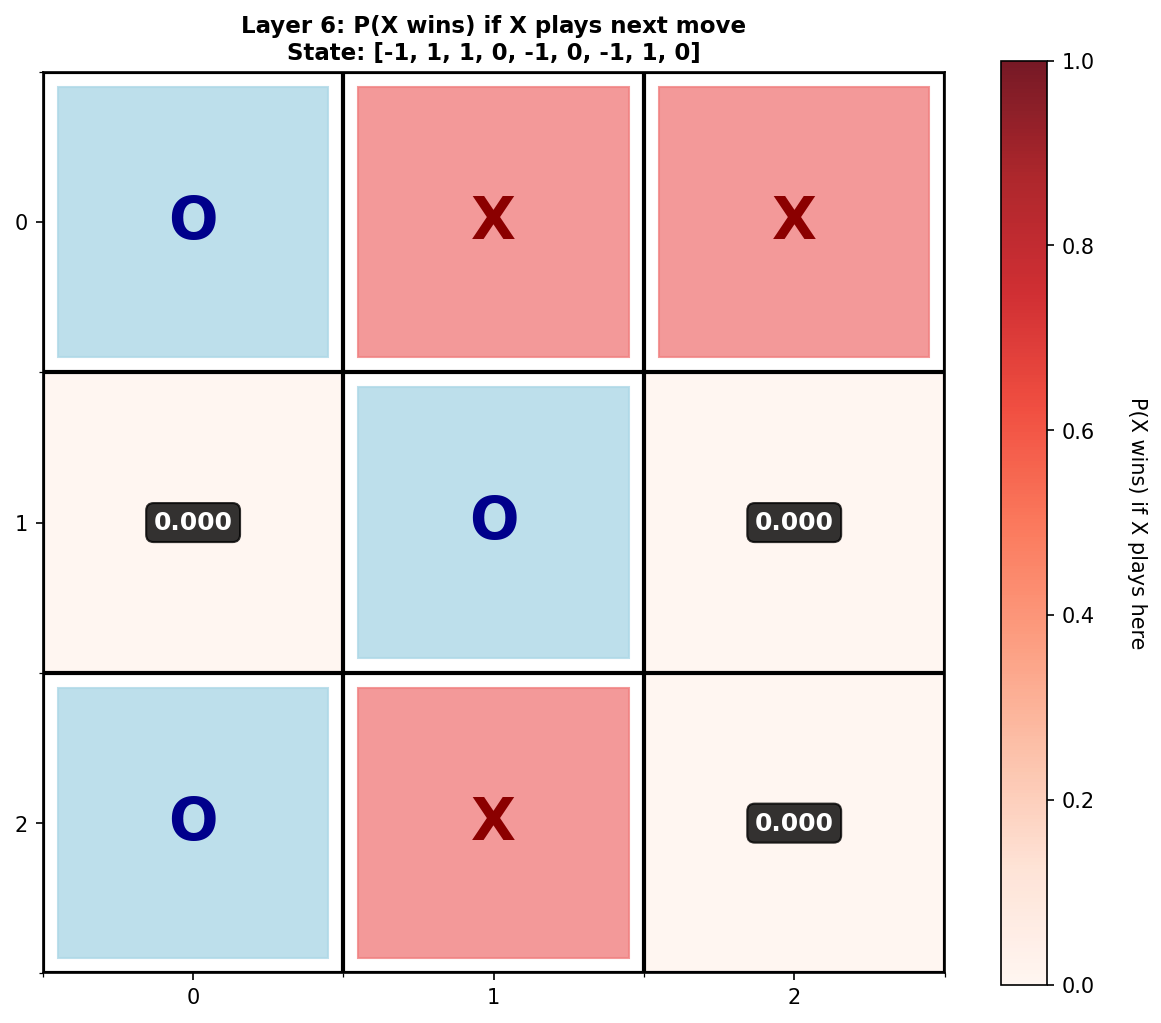 Layer 6: P(X wins) if X plays next move
State: [-1, 1, 1, 0, -1, 0, -1, 1, 0]
0
O
X
X
1
0.000
O
0.000
2
O
X
0.000
0
1
2
1.0
0.8
0.6
0.4
0.2
0.0
P(X wins) if X plays here